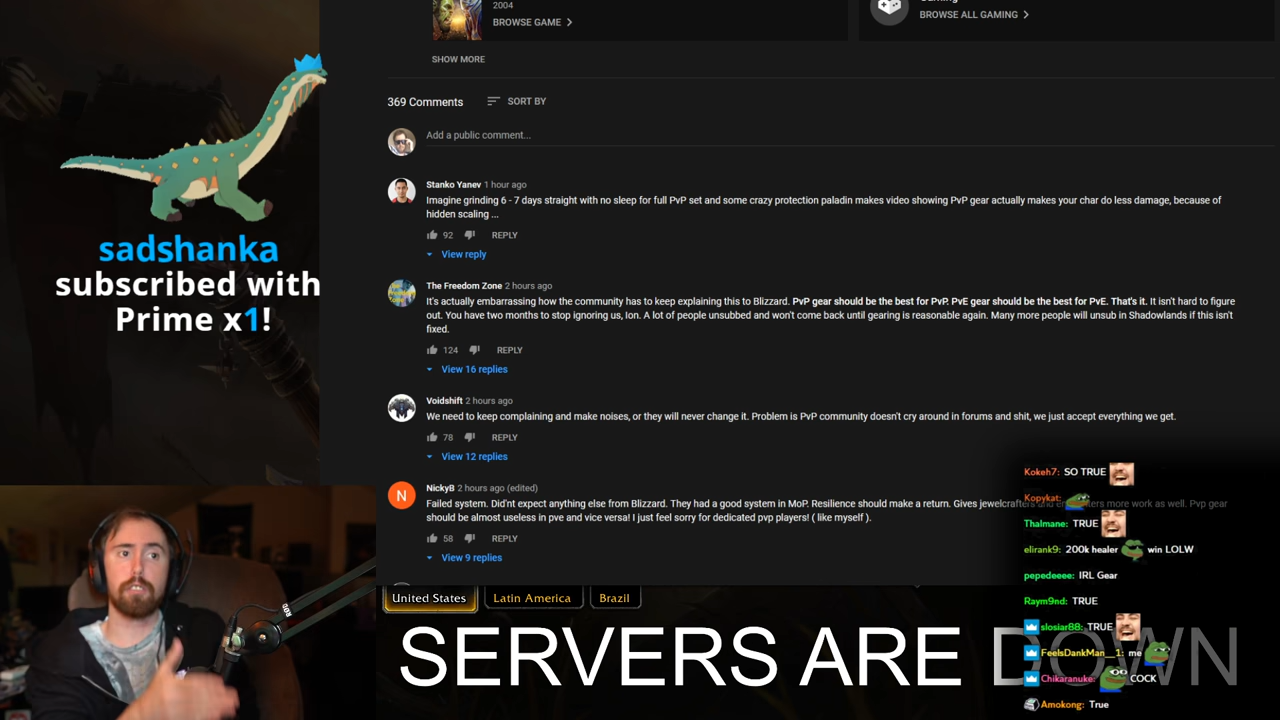 2004
BROWSE GAME
BROWSE ALL GAMING
SHOW MORE
369 Comments
SORT BY
Add a public comment...
Stanko Yanev 1 hour ago
Imagine grinding 6 - 7 days straight with no sleep for full PvP set and some crazy protection paladin makes video showing PvP gear actually makes your char do less damage, because of
hidden scaling ...
92 REPLY
View reply
The Freedom Zone 2 hours ago
It's actually embarrassing how the community has to keep explaining this to Blizzard. PvP gear should be the best for PvP. PvE gear should be the best for PvE. That's it. It isn't hard to figure
out. You have two months to stop ignoring us, Ion. A lot of people unsubbed and won't come back until gearing is reasonable again. Many more people will unsub in Shadowlands if this isn't
fixed.
124 REPLY
View 16 replies
Voidshift 2 hours ago
We need to keep complaining and make noises, or they will never change it. Problem is PvP community doesn't cry around in forums and shit, we just accept everything we get.
78 REPLY
View 12 replies
NickyB 2 hours ago (edited)
Failed system. Did'nt expect anything else from Blizzard. They had a good system in MoP. Resilience should make a return. Gives jewelcrafters more work as well. Pvp gear
should be almost useless in pve and vice versa! I just feel sorry for dedicated pvp players! ( like myself ).
58 REPLY
View 9 replies
N
sadshanka
subscribed with
Prime x1!
Kokeh7: SO TRUE
Kopykat:
Thalmane: TRUE
elirank9: 200k healer win LOLW
pepedeeee: IRL Gear
Raym9nd: TRUE
slosiar88: TRUE
FeelsDankMan__1: me
Chikaranuke: COCK
Amokong: True
United States
Latin America
Brazil
SERVERS ARE DOWN